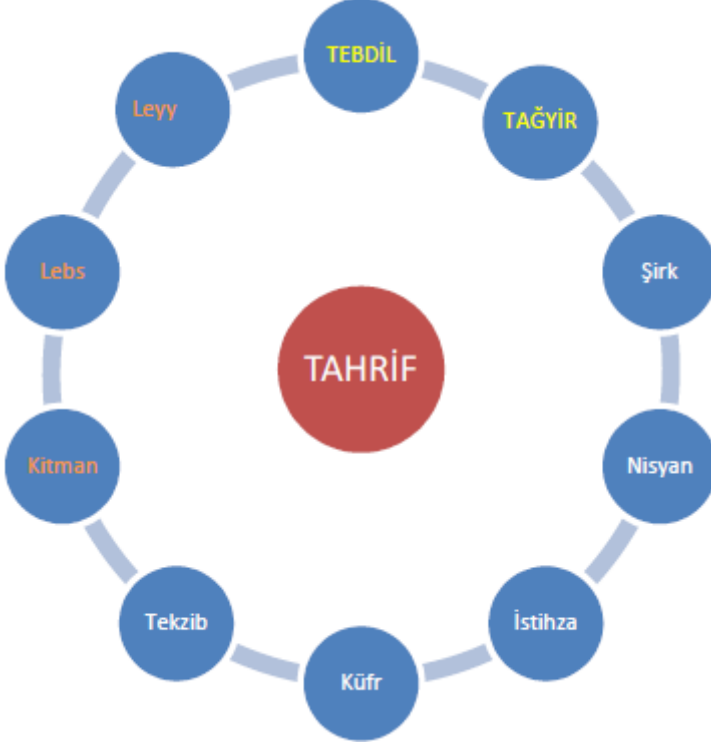 TEBDİL
TAĞYİR
Şirk
Nisyan
İstihza
Küfr
Tekzib
Kitman
Lebs
Leyy
TAHRİF